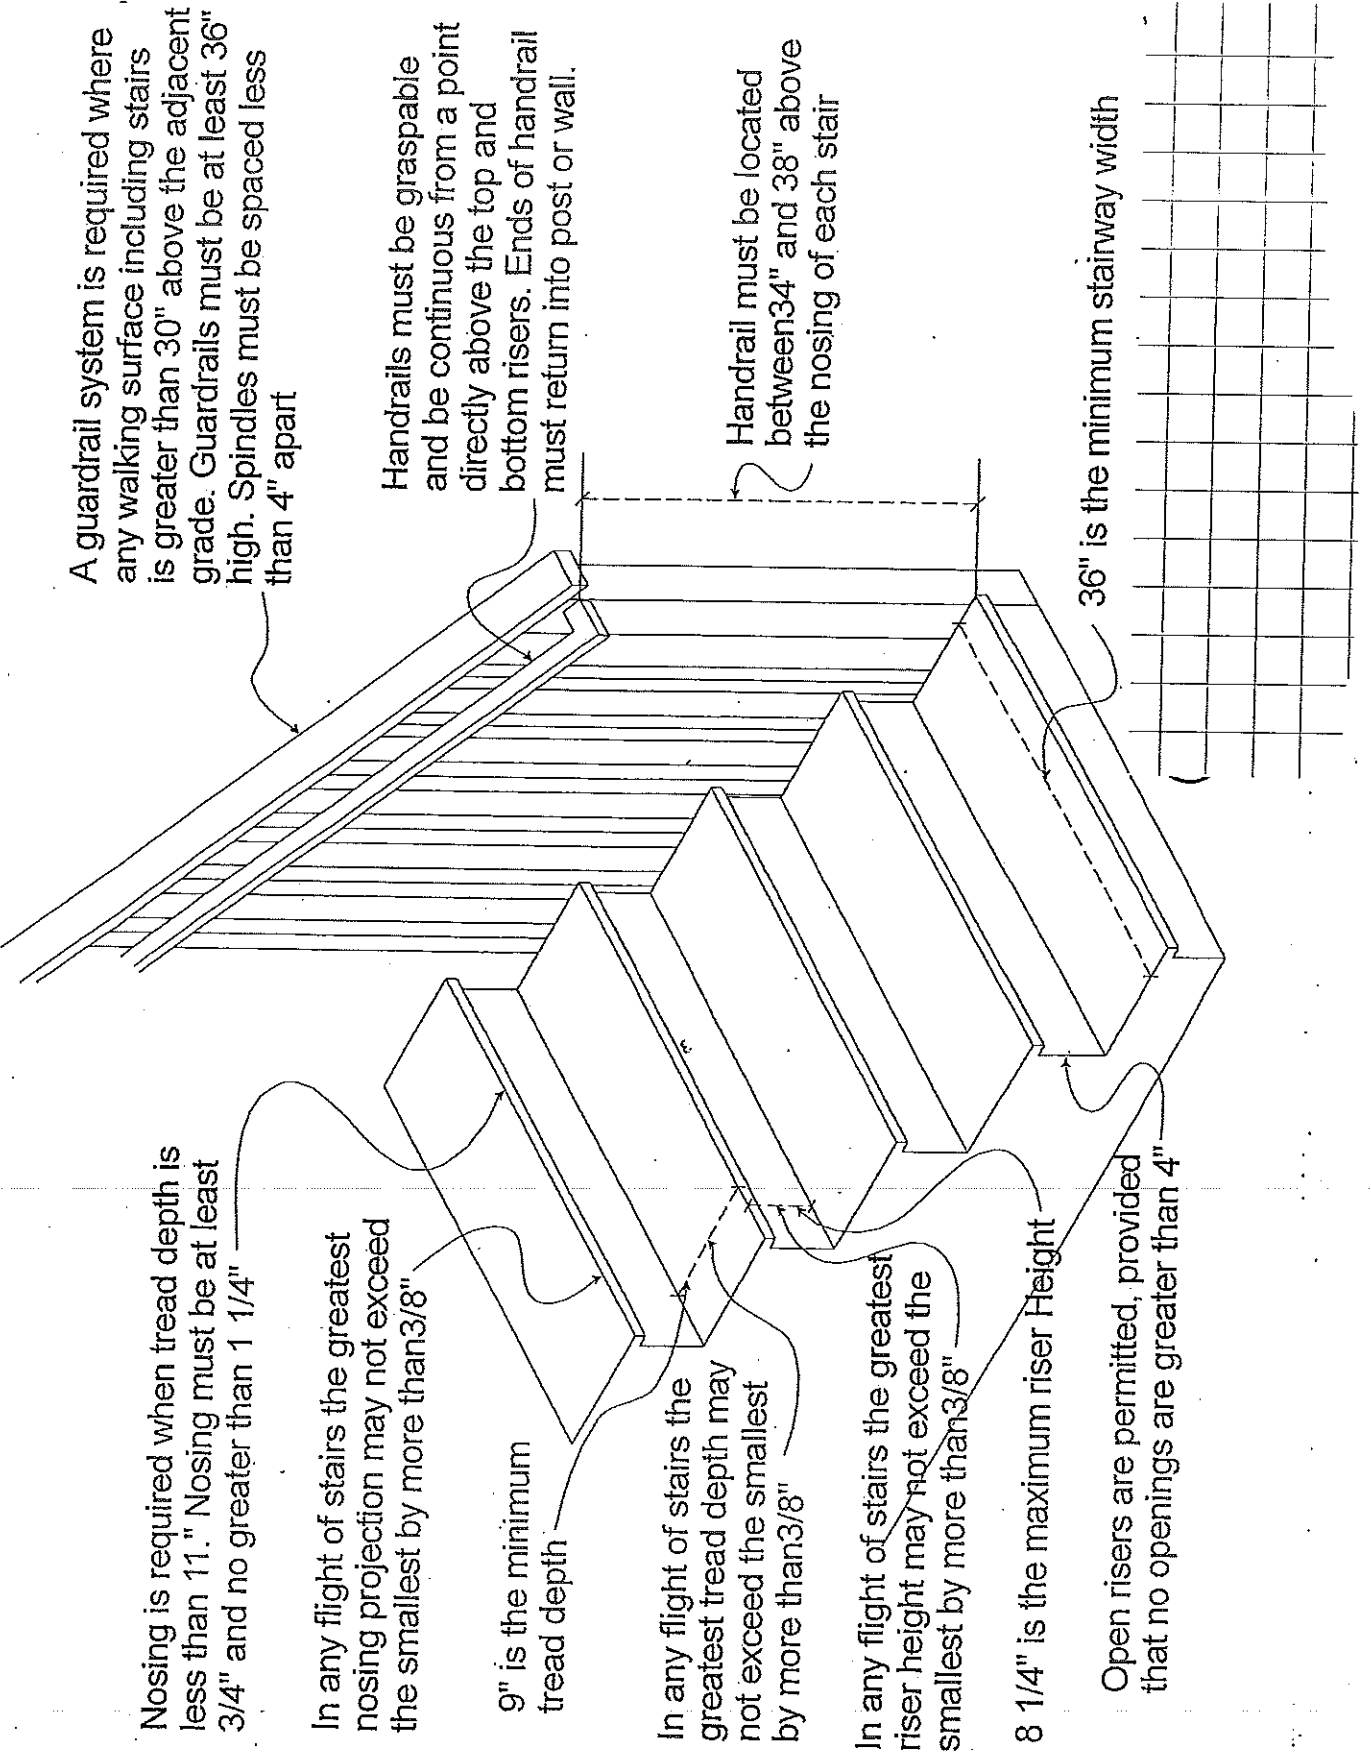 Nosing is required when tread depth is
less than 11." Nosing must be at least
3/4" and no greater than 1 1/4"
In any flight of stairs the greatest
nosing projection may not exceed
the smallest by more than3/8"
9" is the minimum
tread depth
In any flight of stairs the
greatest tread depth may
not exceed the smallest
by more than3/8"
In any flight of stairs the greatest
riser height may not exceed the
smallest by more than3/8"
8 1/4" is the maximum riser Height
Open risers are permitted, provided
that no openings are greater than 4"
A guardrail system is required where
any walking surface including stairs
is greater than 30" above the adjacent
grade. Guardrails must be at least 36"
high. Spindles must be spaced less
than 4" apart
Handrails must be graspable
and be continuous from a point
directly above the top and
bottom risers. Ends of handrail
must return into post or wall.
Handrail must be located
between34" and 38" above
the nosing of each stair
36" is the minimum stairway width